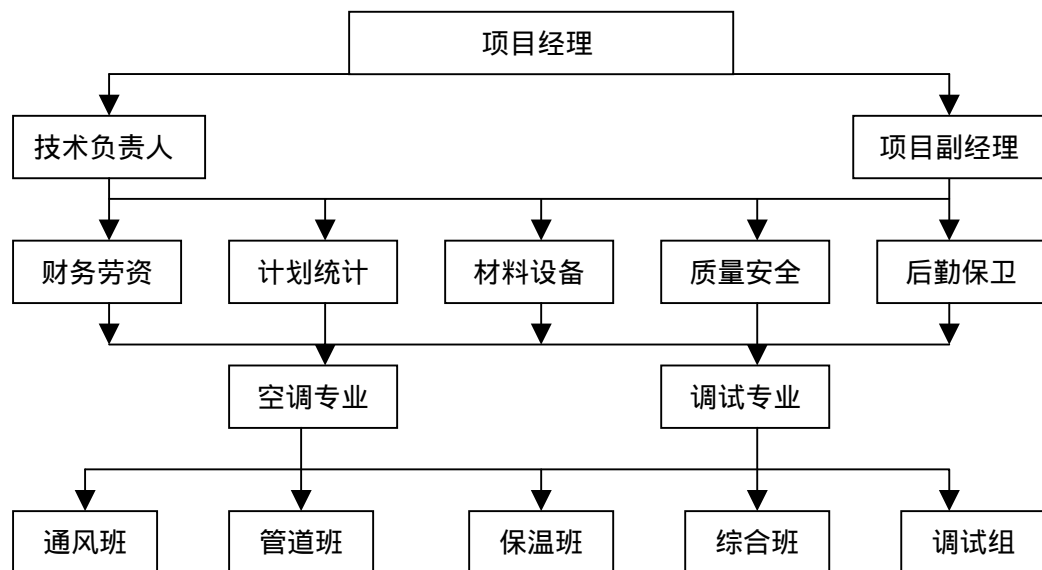 项目经理
技术负责人
项目副经理
财务劳资
计划统计
材料设备
质量安全
后勤保卫
空调专业
调试专业
通风班
管道班
保温班
综合班
调试组